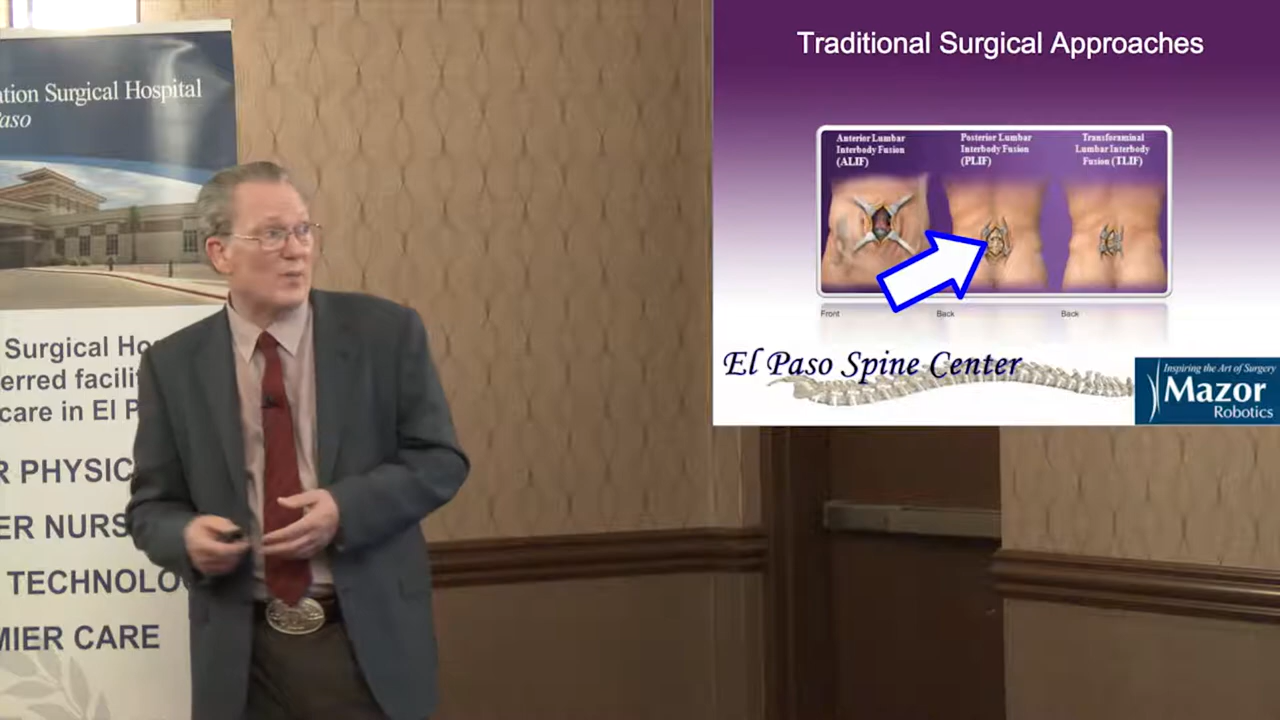 ation Surgical Hospital
Paso
Surgical Ho
erred facilit
care in El P
R PHYSIC
ER NURS
TECHNOLO
MIER CARE
Traditional Surgical Approaches
Anterior Lumbar
Interbody Fusion
(ALIF)
Posterior Lumbar
Interbody Fusion
(PLIF)
Transforaminal
Lumbar Interbody
Fusion (TLIF)
Front
Back
Back
El Paso Spine Center
Inspiring the Art of Surgery
Mazor
Robotics